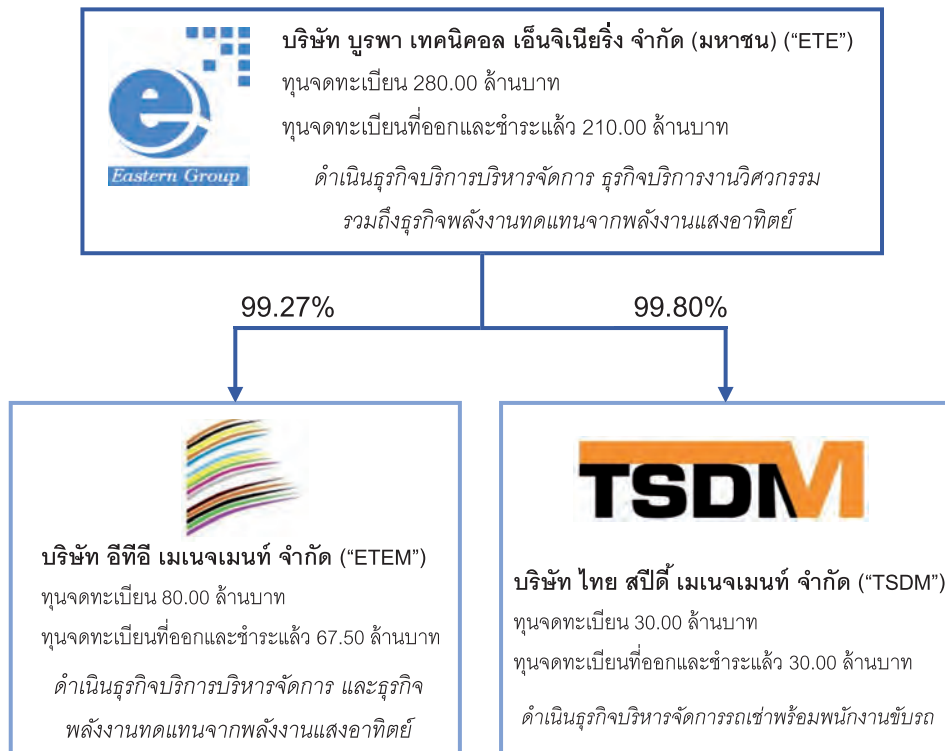 บริษัท บูรพา เทคนิคอล เอ็นจิเนียริ่ง จำกัด (มหาชน) (“ETE”)
ทุนจดทะเบียน 280.00 ล้านบาท
ทุนจดทะเบียนที่ออกและชำระแล้ว 210.00 ล้านบาท
e
Eastern Group
ดำเนินธุรกิจบริการบริหารจัดการ ธุรกิจบริการงานวิศวกรรม
รวมถึงธุรกิจพลังงานทดแทนจากพลังงานแสงอาทิตย์
99.27%
99.80%
บริษัท อีทีอี เมเนจเมนท์ จำกัด (“ETEM”)
ทุนจดทะเบียน 80.00 ล้านบาท
ทุนจดทะเบียนที่ออกและชำระแล้ว 67.50 ล้านบาท
ดำเนินธุรกิจบริการบริหารจัดการ และธุรกิจ
พลังงานทดแทนจากพลังงานแสงอาทิตย์
TSDM
บริษัท ไทย สปีดี้ เมเนจเมนท์ จำกัด (“TSDM”)
ทุนจดทะเบียน 30.00 ล้านบาท
ทุนจดทะเบียนที่ออกและชำระแล้ว 30.00 ล้านบาท
ดำเนินธุรกิจบริหารจัดการรถเช่าพร้อมพนักงานขับรถ